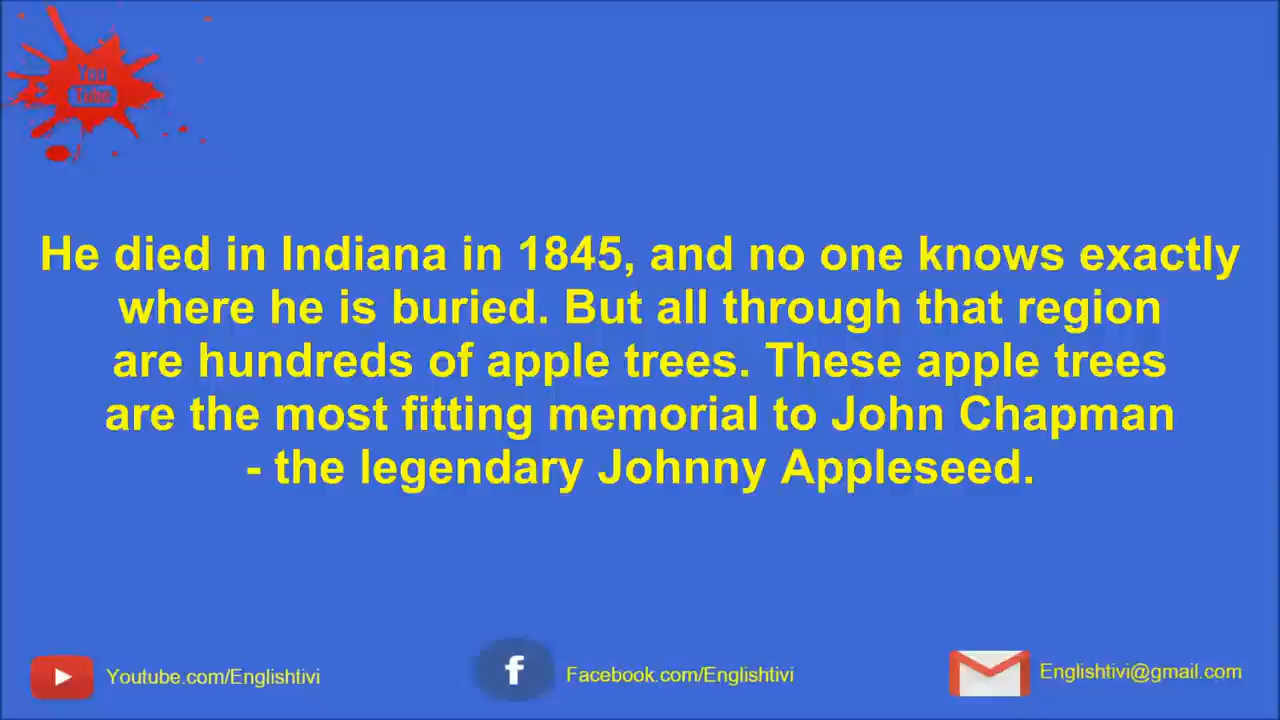 You
Tube
He died in Indiana in 1845, and no one knows exactly
where he is buried. But all through that region
are hundreds of apple trees. These apple trees
are the most fitting memorial to John Chapman
- the legendary Johnny Appleseed.
Youtube.com/Englishtivi
Facebook.com/Englishtivi
Englishtivi@gmail.com